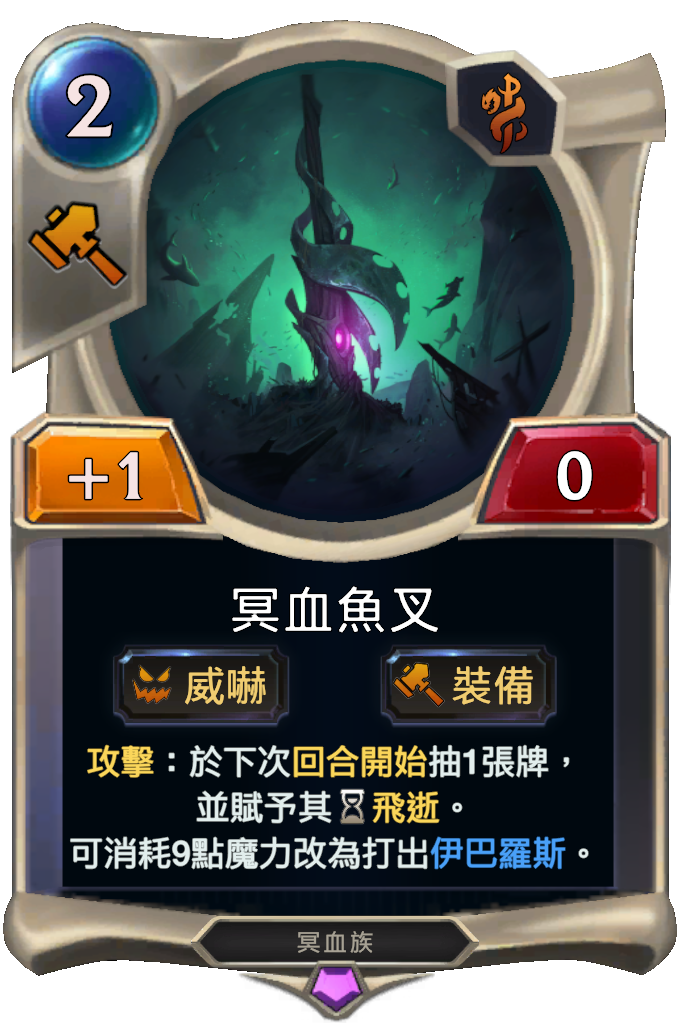 2
+1
0
冥血魚叉
威嚇
裝備
攻擊：於下次回合開始抽1張牌，
並賦予其飛逝。
可消耗9點魔力改為打出伊巴羅斯。
冥血族